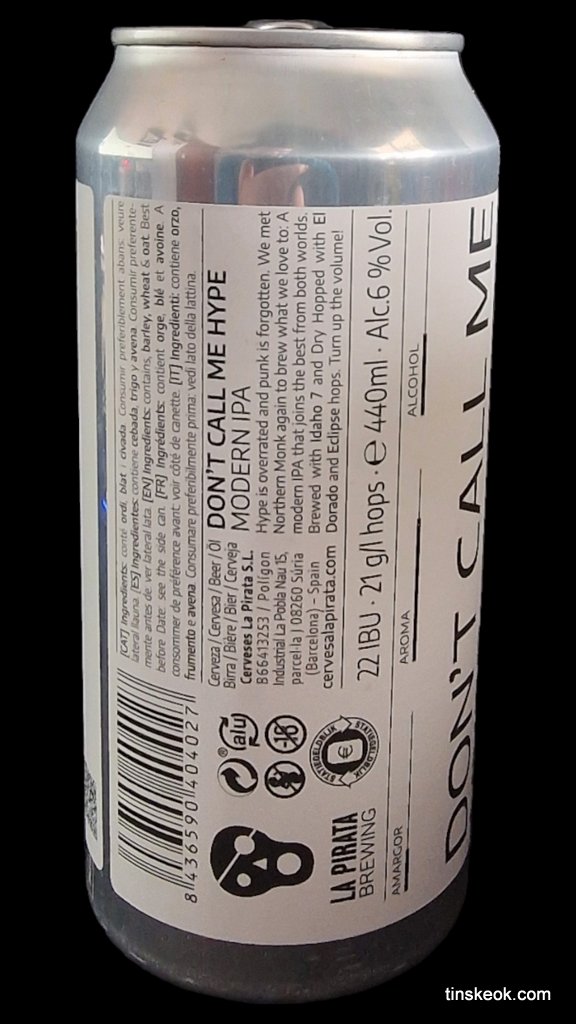 [CAT] Ingredients: conté ordi, blat i civada. Consumir preferiblement abans: veure
lateral llauna. [ES] Ingredientes: contiene cebada, trigo y avena. Consumir preferente-
mente antes de: ver lateral lata. [EN] Ingredients: contains, barley, wheat & oat. Best
before Date: see the side can. [FR] Ingrédients: contient orge, blé et avoine. A
consommer de préférence avant: voir côté de canette. [IT] Ingredienti: contiene orzo,
frumento e avena. Consumare preferibilmente prima: vedi lato della lattina.
8 436590 404027
Cerveza / Cervesa / Beer / Öl
Birra / Bière / Bier / Cerveja
Cerveses La Pirata S.L.
B66413253 / Polígon
Industrial La Pobla Nau 15,
parcel·la J 08260 Súria
(Barcelona) - Spain
cervesalapirata.com
DON'T CALL ME HYPE
MODERN IPA
Hype is overrated and punk is forgotten. We met
Northern Monk again to brew what we love to: A
modern IPA that joins the best from both worlds.
Brewed with Idaho 7 and Dry Hopped with El
Dorado and Eclipse hops. Turn up the volume!
alu
-18
STATIEGELDBLIK
STATIEGELDBLIK
22 IBU · 21 g/l hops · e 440ml · Alc.6 % Vol.
LA PIRATA
BREWING
AMARGOR
AROMA
ALCOHOL
DON'T CALL ME
tinskeok.com